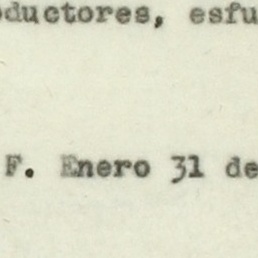 oductores, esfu
F. Enero 31 de